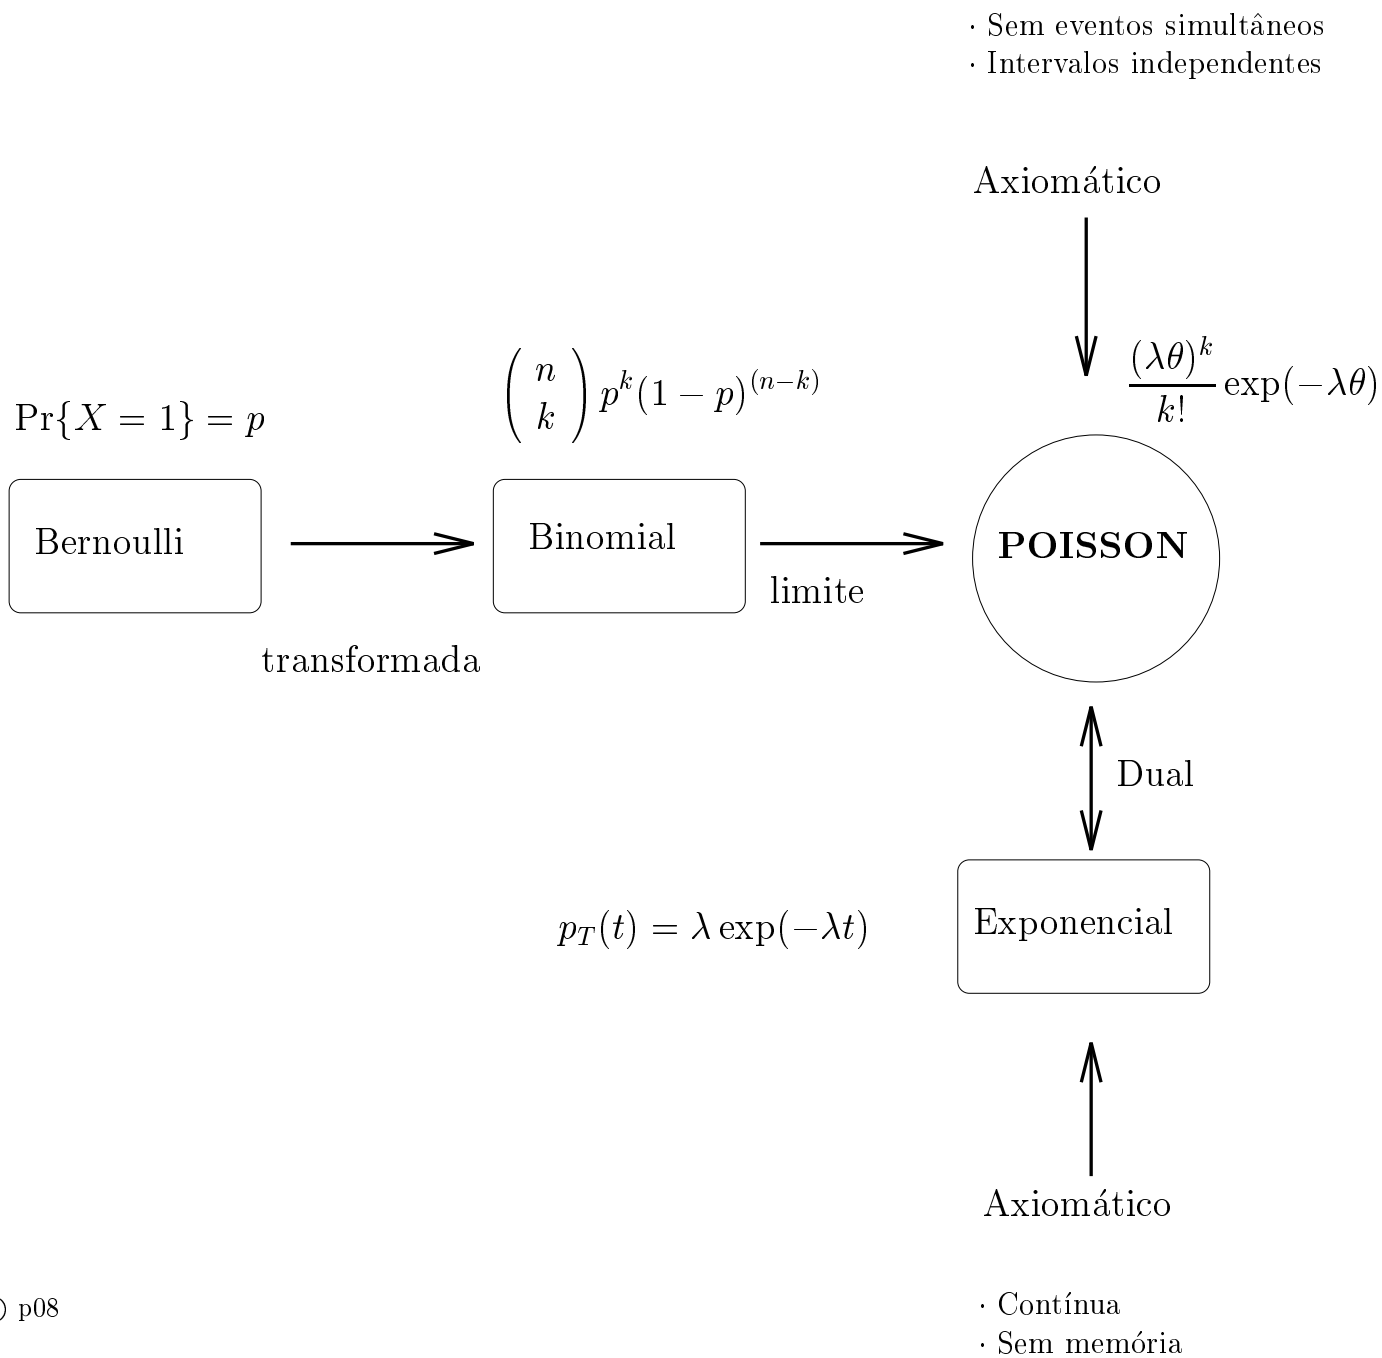 · Sem eventos simultâneos
· Intervalos independentes
Axiomático
(λθ)^k / k! exp(−λθ)
(n k) p^k(1 − p)^(n−k)
Pr{X = 1} = p
Bernoulli
Binomial
POISSON
limite
transformada
Dual
Exponencial
p_T(t) = λ exp(−λt)
Axiomático
· Contínua
· Sem memória
) p08